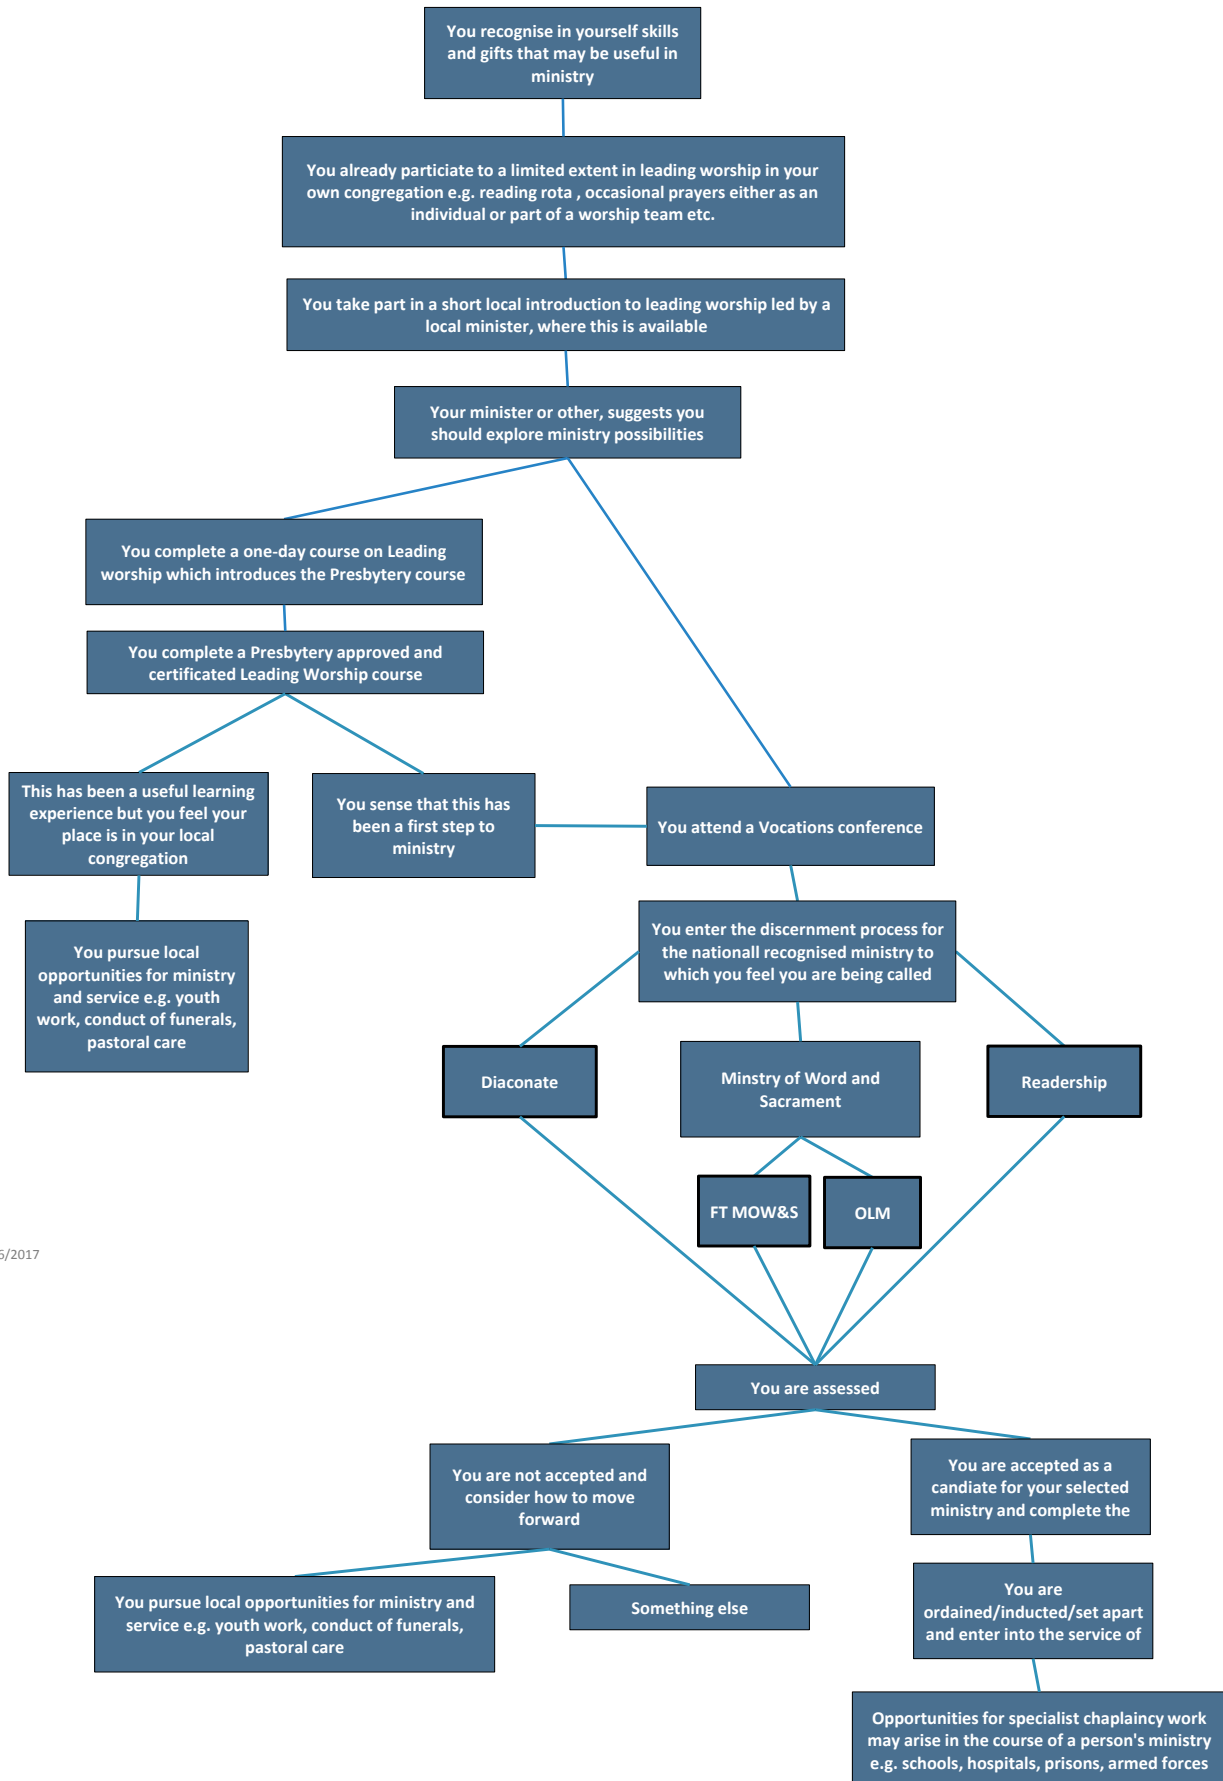 You recognise in yourself skills
and gifts that may be useful in
ministry
You already particiate to a limited extent in leading worship in your
own congregation e.g. reading rota , occasional prayers either as an
individual or part of a worship team etc.
You take part in a short local introduction to leading worship led by a
local minister, where this is available
Your minister or other, suggests you
should explore ministry possibilities
You complete a one-day course on Leading
worship which introduces the Presbytery course
You complete a Presbytery approved and
certificated Leading Worship course
This has been a useful learning
experience but you feel your
place is in your local
congregation
You sense that this has
been a first step to
ministry
You attend a Vocations conference
You pursue local
opportunities for ministry
and service e.g. youth
work, conduct of funerals,
pastoral care
You enter the discernment process for
the nationall recognised ministry to
which you feel you are being called
Diaconate
Minstry of Word and
Sacrament
Readership
FT MOW&S
OLM
6/2017
You are assessed
You are not accepted and
consider how to move
forward
You are accepted as a
candiate for your selected
ministry and complete the
You pursue local opportunities for ministry and
service e.g. youth work, conduct of funerals,
pastoral care
Something else
You are
ordained/inducted/set apart
and enter into the service of
Opportunities for specialist chaplaincy work
may arise in the course of a person's ministry
e.g. schools, hospitals, prisons, armed forces